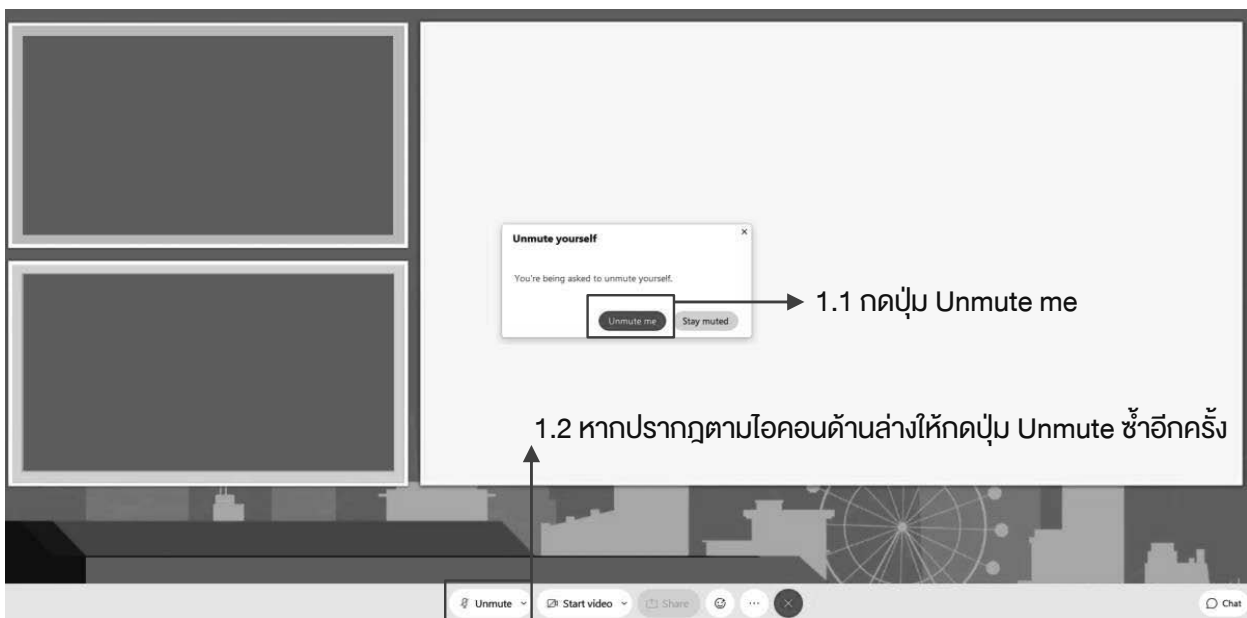 Unmute yourself ×
You're being asked to unmute yourself.
Unmute me Stay muted
1.1 กดปุ่ม Unmute me
1.2 หากปรากฎตามไอคอนด้านล่างให้กดปุ่ม Unmute ซ้ำอีกครั้ง
Unmute Start video Share Chat